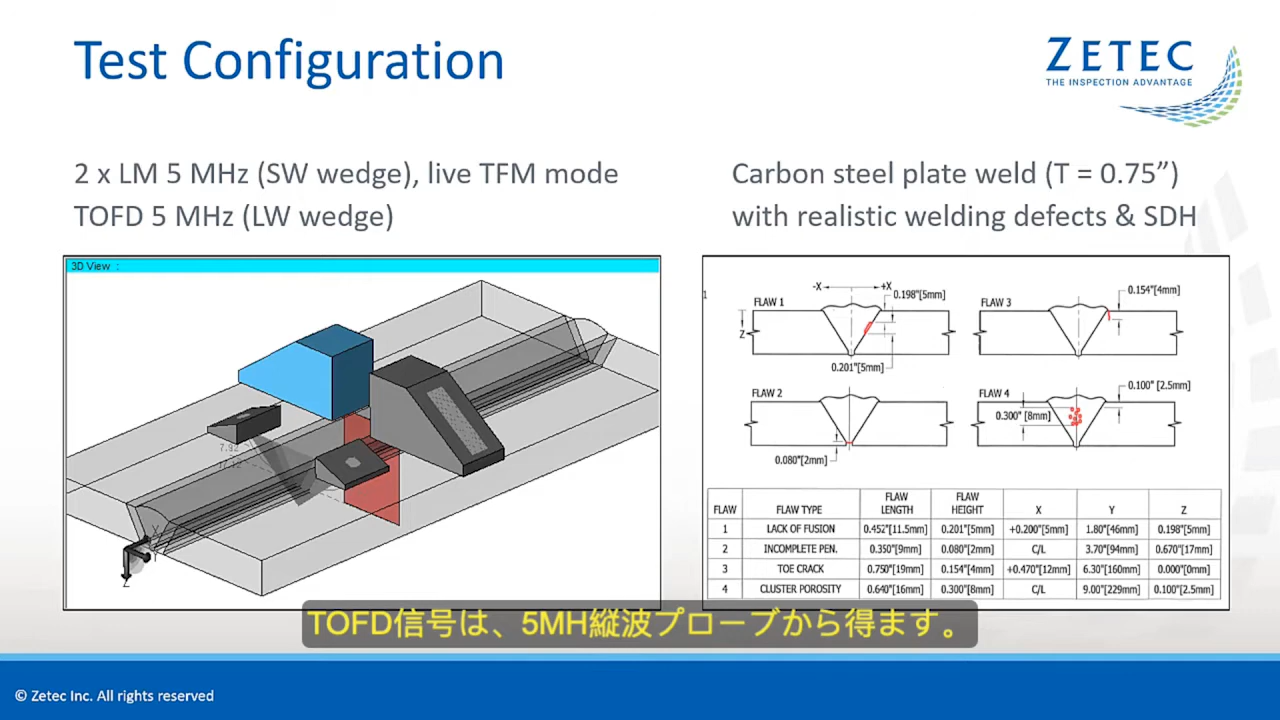 Test Configuration
ZETEC
THE INSPECTION ADVANTAGE
2 x LM 5 MHz (SW wedge), live TFM mode
TOFD 5 MHz (LW wedge)
Carbon steel plate weld (T = 0.75”)
with realistic welding defects & SDH
3D View :
7.92
17.12
X
Y
Z
1
FLAW 1
-X
+X
0.198"[5mm]
Z
0.201"[5mm]
FLAW 3
0.154"[4mm]
FLAW 2
0.080"[2mm]
FLAW 4
0.100" [2.5mm]
0.300" [8mm]
FLAW FLAW TYPE FLAW LENGTH FLAW HEIGHT X Y Z
1 LACK OF FUSION 0.452"[11.5mm] 0.201"[5mm] +0.200"[5mm] 1.80"[46mm] 0.198"[5mm]
2 INCOMPLETE PEN. 0.350"[9mm] 0.080"[2mm] C/L 3.70"[94mm] 0.670"[17mm]
3 TOE CRACK 0.750"[19mm] 0.154"[4mm] +0.470"[12mm] 6.30"[160mm] 0.000"[0mm]
4 CLUSTER POROSITY 0.640"[16mm] 0.300"[8mm] C/L 9.00"[229mm] 0.100"[2.5mm]
TOFD信号は、5MH縦波プローブから得ます。
© Zetec Inc. All rights reserved